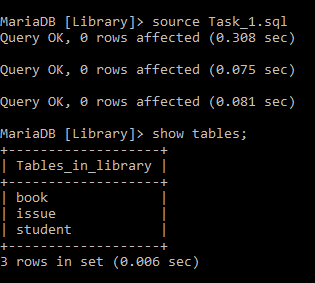 MariaDB [Library]> source Task_1.sql
Query OK, 0 rows affected (0.308 sec)
Query OK, 0 rows affected (0.075 sec)
Query OK, 0 rows affected (0.081 sec)
MariaDB [Library]> show tables;
+-------------------+
| Tables_in_library |
+-------------------+
| book              |
| issue             |
| student           |
+-------------------+
3 rows in set (0.006 sec)